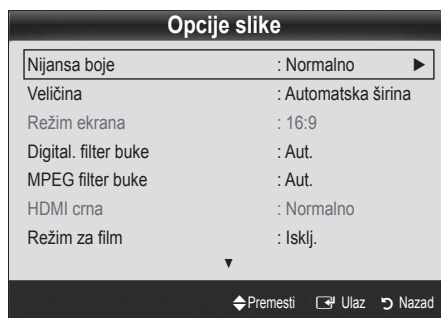 Opcije slike
Nijansa boje : Normalno ►
Veličina : Automatska širina
Režim ekrana : 16:9
Digital. filter buke : Aut.
MPEG filter buke : Aut.
HDMI crna : Normalno
Režim za film : Isklj.
▼
Premesti Ulaz Nazad